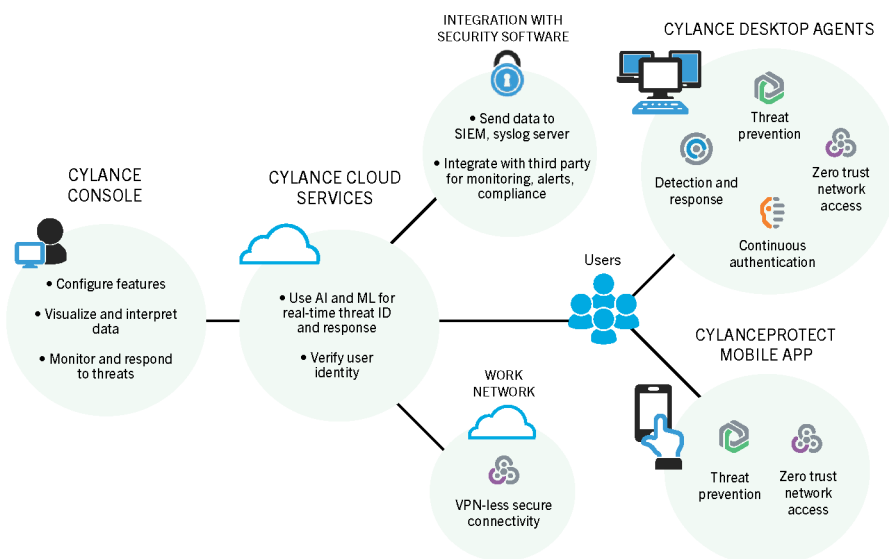 CYLANCE
CONSOLE
• Configure features
• Visualize and interpret
data
• Monitor and respond
to threats
CYLANCE CLOUD
SERVICES
• Use AI and ML for
real-time threat ID
and response
• Verify user
identity
INTEGRATION WITH
SECURITY SOFTWARE
• Send data to
SIEM, syslog server
• Integrate with third party
for monitoring, alerts,
compliance
WORK
NETWORK
VPN-less secure
connectivity
Users
CYLANCE DESKTOP AGENTS
Threat
prevention
Detection and
response
Zero trust
network
access
Continuous
authentication
CYLANCEPROTECT
MOBILE APP
Threat
prevention
Zero trust
network
access